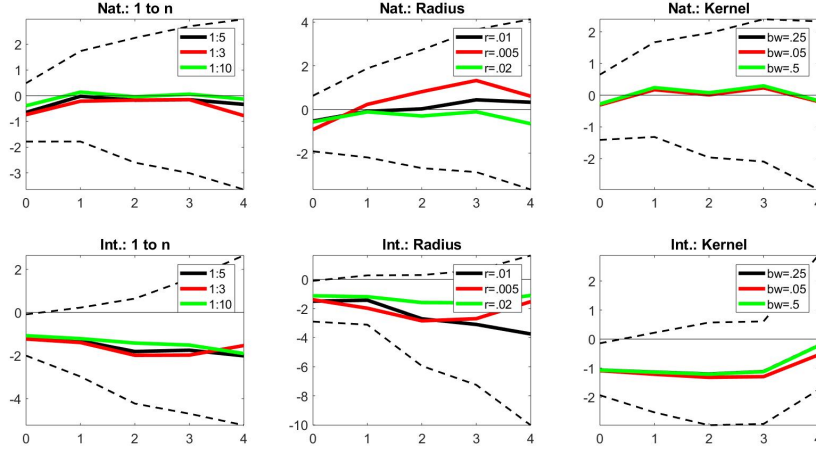 Nat.: 1 to n
2
1
0
-1
-2
-3
0 1 2 3 4
1:5
1:3
1:10
Nat.: Radius
4
2
0
-2
0 1 2 3 4
r=.01
r=.005
r=.02
Nat.: Kernel
2
1
0
-1
-2
0 1 2 3 4
bw=.25
bw=.05
bw=.5
Int.: 1 to n
2
0
-2
-4
0 1 2 3 4
1:5
1:3
1:10
Int.: Radius
0
-2
-4
-6
-8
-10
0 1 2 3 4
r=.01
r=.005
r=.02
Int.: Kernel
2
1
0
-1
-2
0 1 2 3 4
bw=.25
bw=.05
bw=.5